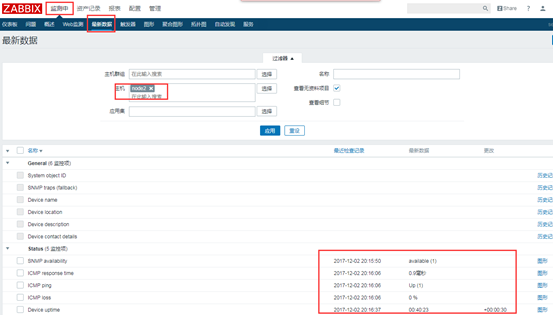 ZABBIX 监测中 资产记录 报表 配置 管理 Share ?
仪表板 问题 概述 Web监测 最新数据 触发器 图形 聚合图形 拓扑图 自动发现 服务
最新数据
过滤器 ▲
主机群组 在此输入搜索 选择 名称
主机 node2 × 选择 查看无资料项目
在此输入搜索 查看细节
应用集 选择
应用 重设
名称 ▲ 最近检查记录 最新数据 更改
General (6 监控项)
System object ID 历史记
SNMP traps (fallback) 历史记
Device name 历史记
Device location 历史记
Device description 历史记
Device contact details 历史记
Status (5 监控项)
SNMP availability 2017-12-02 20:15:50 available (1) 图形
ICMP response time 2017-12-02 20:16:06 0.9毫秒 图形
ICMP ping 2017-12-02 20:16:06 Up (1) 图形
ICMP loss 2017-12-02 20:16:06 0 % 图形
Device uptime 2017-12-02 20:16:37 00:40:23 +00:00:30 图形